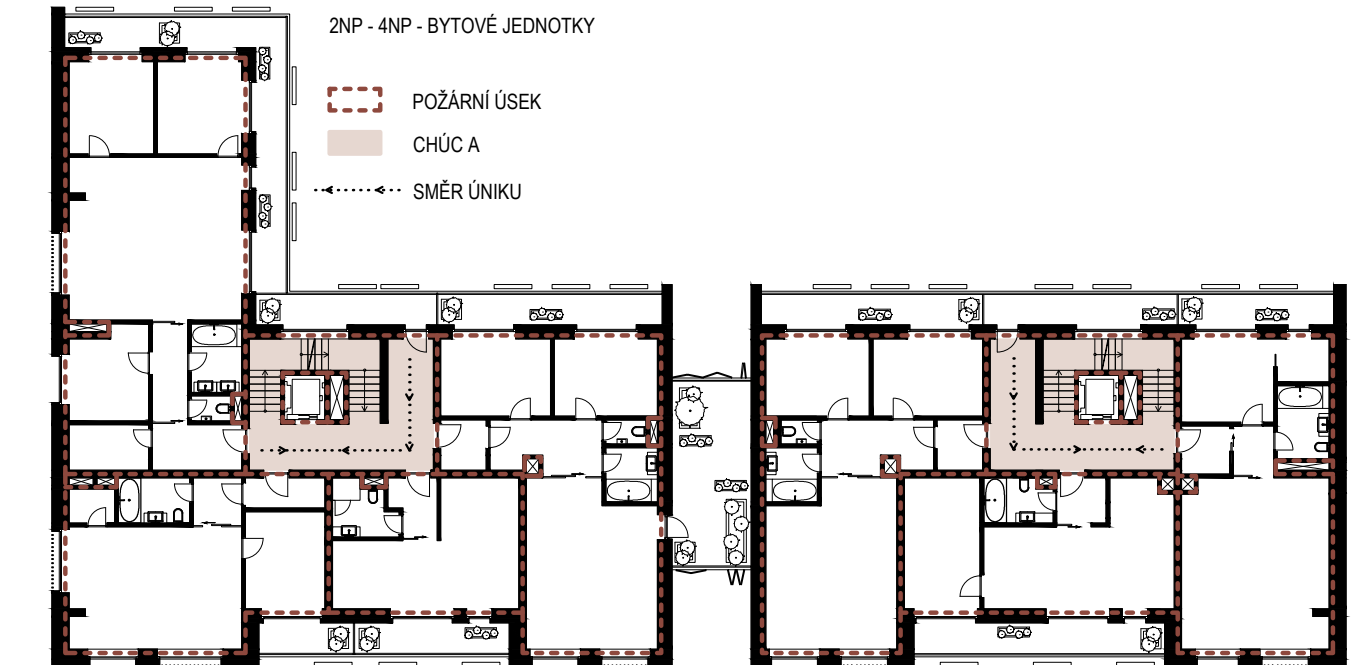 2NP - 4NP - BYTOVÉ JEDNOTKY
POŽÁRNÍ ÚSEK
CHÚC A
SMĚR ÚNIKU